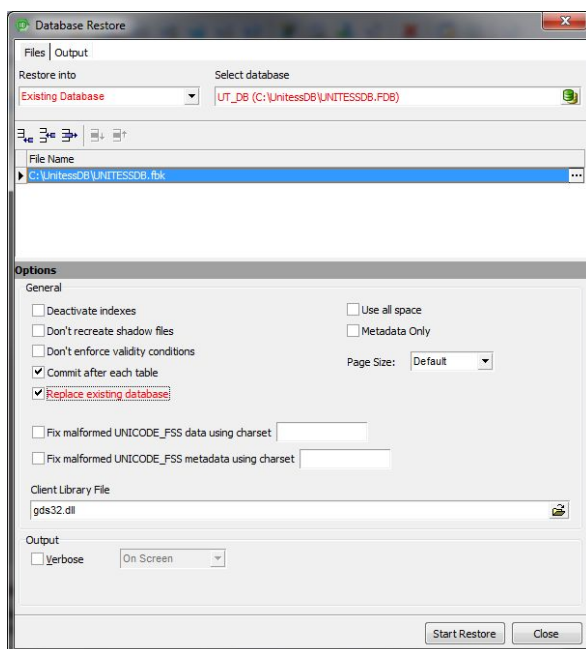 Database Restore
Files Output
Restore into Select database
Existing Database UT_DB (C:\UnitessDB\UNITESSDB.FDB)
File Name
C:\UnitessDB\UNITESSDB.fbk ...
Options
General
Deactivate indexes Use all space
Don't recreate shadow files Metadata Only
Don't enforce validity conditions
Page Size: Default
Commit after each table
Replace existing database
Fix malformed UNICODE_FSS data using charset
Fix malformed UNICODE_FSS metadata using charset
Client Library File
gds32.dll
Output
Verbose On Screen
Start Restore Close